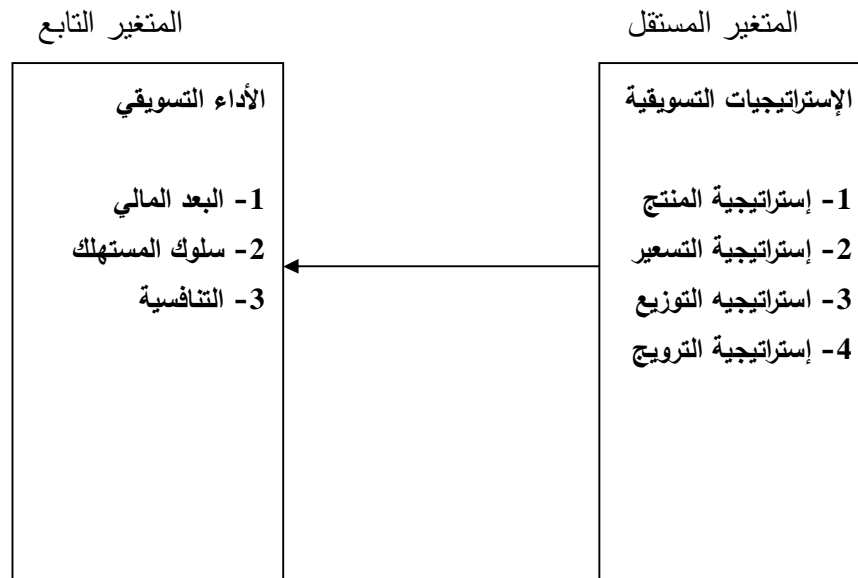 المتغير المستقل
الإستراتيجيات التسويقية
1- إستراتيجية المنتج
2- إستراتيجية التسعير
3- استراتيجيه التوزيع
4- إستراتيجية الترويج
المتغير التابع
الأداء التسويقي
1- البعد المالي
2- سلوك المستهلك
3- التنافسية